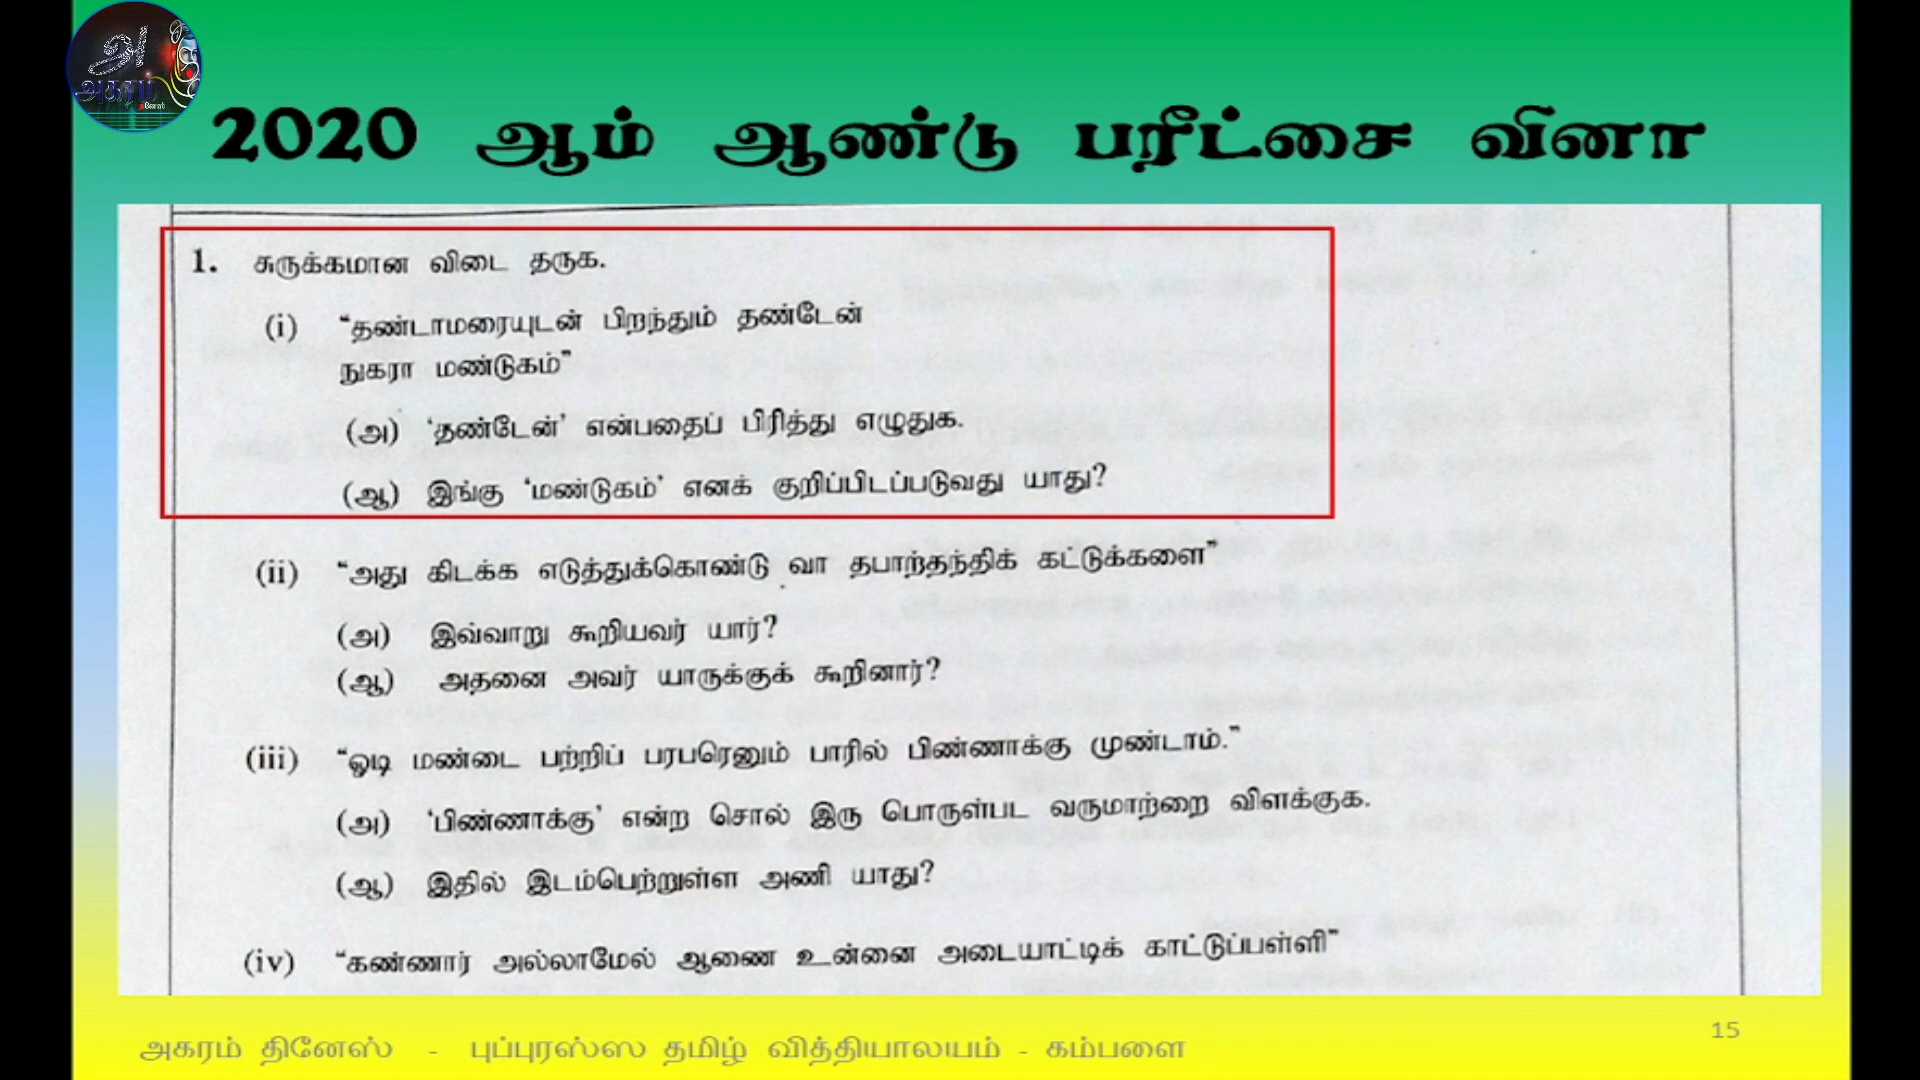 அ
அகரம்
2020 ஆம் ஆண்டு பரீட்சை வினா
1. சுருக்கமான விடை தருக.
(i) “தண்டாமரையுடன் பிறந்தும் தண்டேன்
நுகரா மண்டுகம்”
(அ) ‘தண்டேன்’ என்பதைப் பிரித்து எழுதுக.
(ஆ) இங்கு ‘மண்டுகம்’ எனக் குறிப்பிடப்படுவது யாது?
(ii) “அது கிடக்க எடுத்துக்கொண்டு வா தபாற்தந்திக் கட்டுக்களை”
(அ) இவ்வாறு கூறியவர் யார்?
(ஆ) அதனை அவர் யாருக்குக் கூறினார்?
(iii) “ஓடி மண்டை பற்றிப் பரபரெனும் பாரில் பிண்ணாக்கு முண்டாம்.”
(அ) ‘பிண்ணாக்கு’ என்ற சொல் இரு பொருள்பட வருமாற்றை விளக்குக.
(ஆ) இதில் இடம்பெற்றுள்ள அணி யாது?
(iv) “கண்ணார் அல்லாமேல் ஆணை உன்னை அடையாட்டிக் காட்டுப்பள்ளி”
அகரம் தினேஸ் - புப்புரஸ்ஸ தமிழ் வித்தியாலயம் - கம்பளை
15